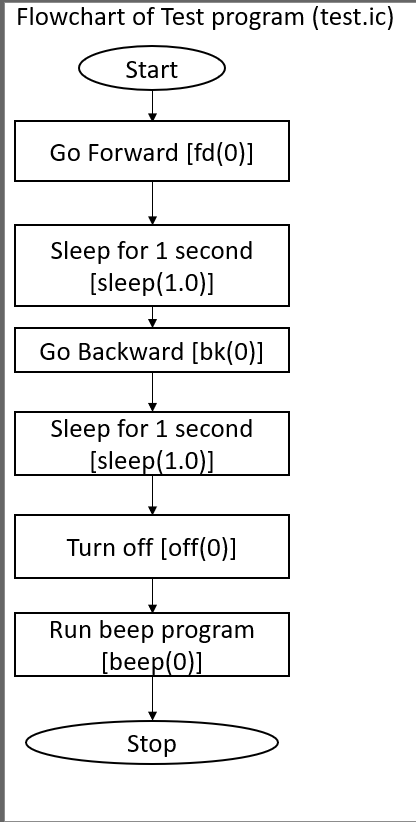 Flowchart of Test program (test.ic)
Start
Go Forward [fd(0)]
Sleep for 1 second
[sleep(1.0)]
Go Backward [bk(0)]
Sleep for 1 second
[sleep(1.0)]
Turn off [off(0)]
Run beep program
[beep(0)]
Stop